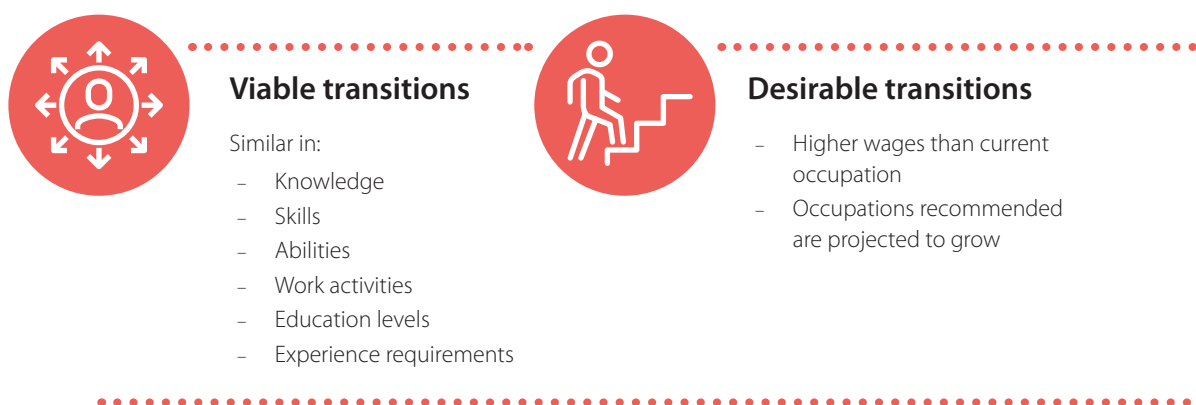 Viable transitions
Similar in:
– Knowledge
– Skills
– Abilities
– Work activities
– Education levels
– Experience requirements
Desirable transitions
– Higher wages than current
occupation
– Occupations recommended
are projected to grow